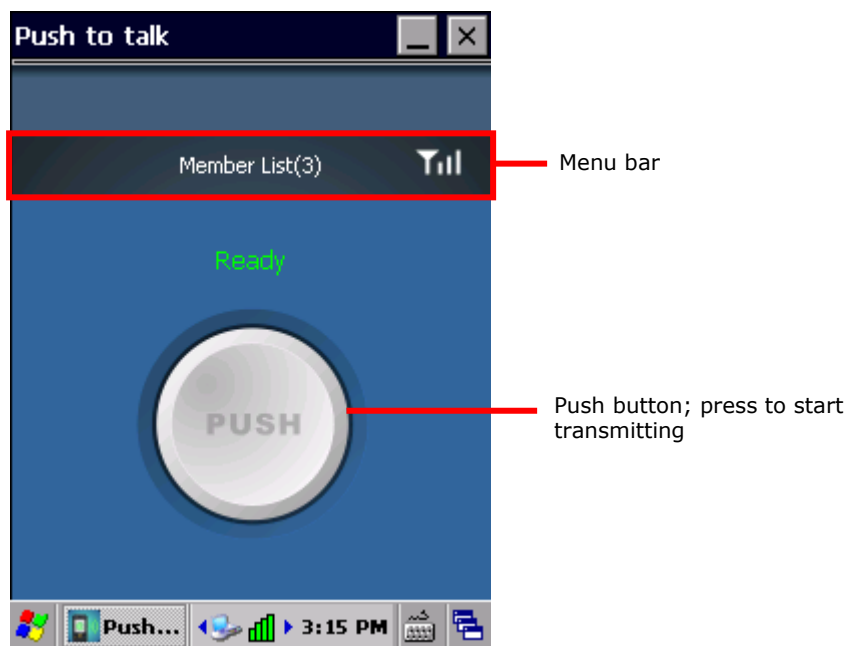 Push to talk
Member List(3)
Menu bar
Ready
PUSH
Push button; press to start
transmitting
Push...
3:15 PM